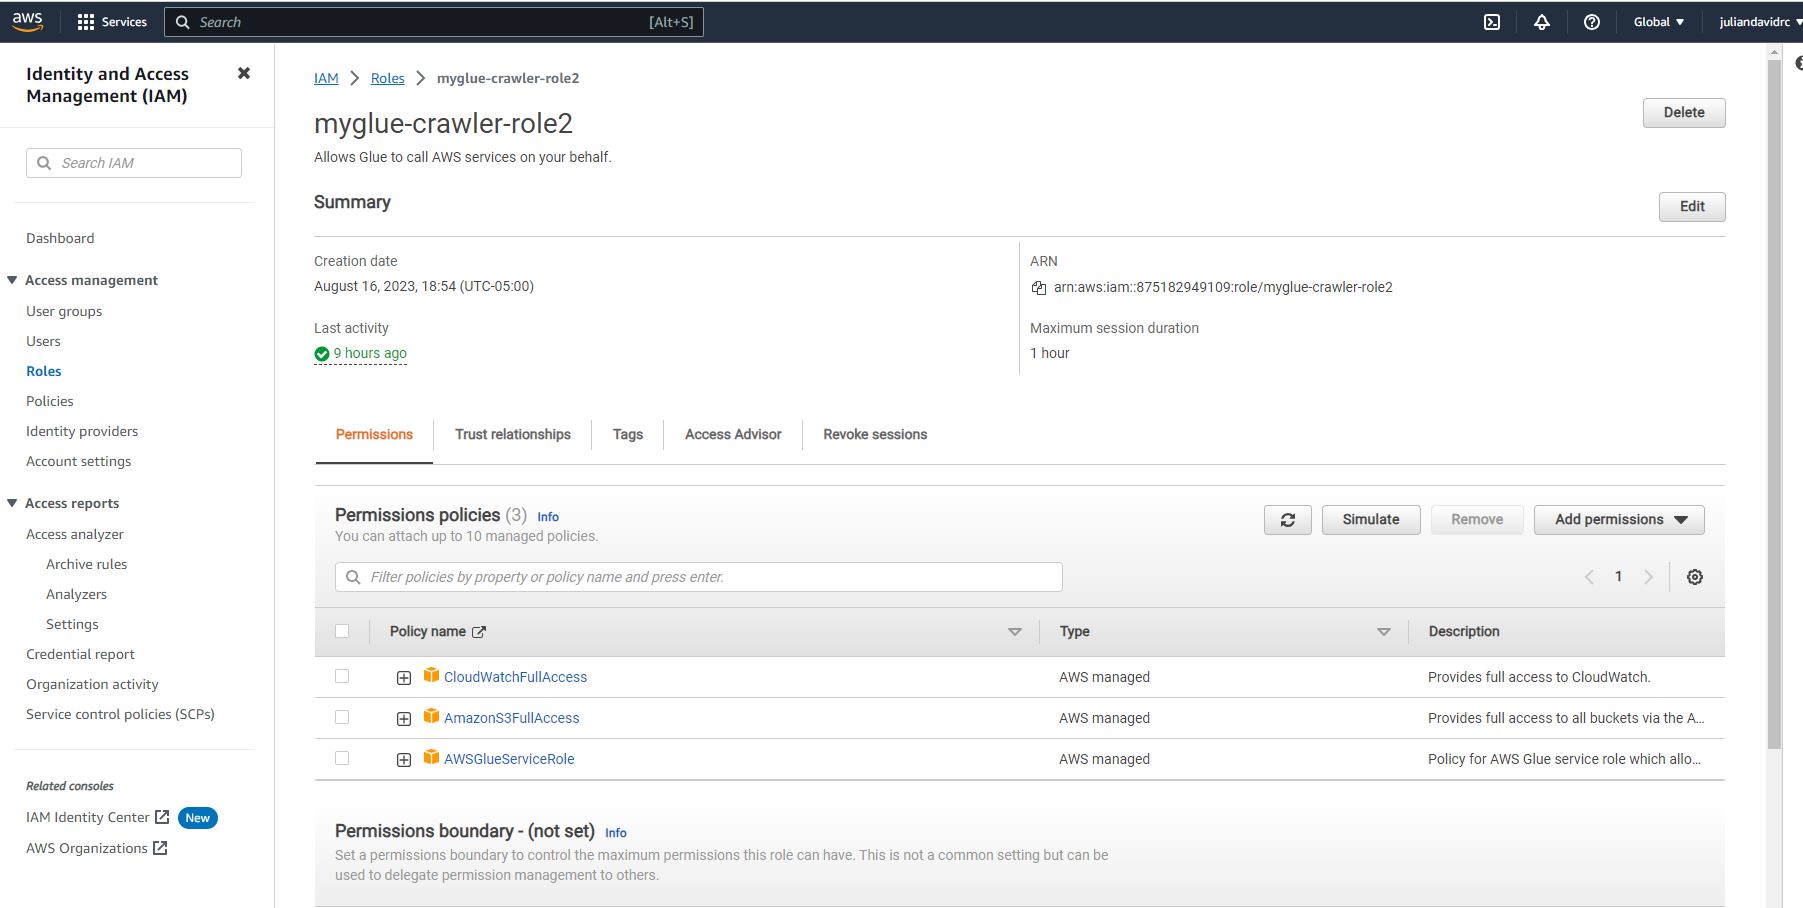 aws
Services
Search
[Alt+S]
Global
juliandavidrc
Identity and Access
Management (IAM)
Search IAM
Dashboard
Access management
User groups
Users
Roles
Policies
Identity providers
Account settings
Access reports
Access analyzer
Archive rules
Analyzers
Settings
Credential report
Organization activity
Service control policies (SCPs)
Related consoles
IAM Identity Center New
AWS Organizations
IAM Roles myglue-crawler-role2
myglue-crawler-role2
Delete
Allows Glue to call AWS services on your behalf.
Summary
Edit
Creation date
August 16, 2023, 18:54 (UTC-05:00)
ARN
arn:aws:iam::875182949109:role/myglue-crawler-role2
Last activity
9 hours ago
Maximum session duration
1 hour
Permissions
Trust relationships
Tags
Access Advisor
Revoke sessions
Permissions policies (3) Info
You can attach up to 10 managed policies.
Simulate
Remove
Add permissions
Filter policies by property or policy name and press enter.
1
Policy name
Type
Description
CloudWatchFullAccess
AWS managed
Provides full access to CloudWatch.
AmazonS3FullAccess
AWS managed
Provides full access to all buckets via the A...
AWSGlueServiceRole
AWS managed
Policy for AWS Glue service role which allo...
Permissions boundary - (not set) Info
Set a permissions boundary to control the maximum permissions this role can have. This is not a common setting but can be
used to delegate permission management to others.